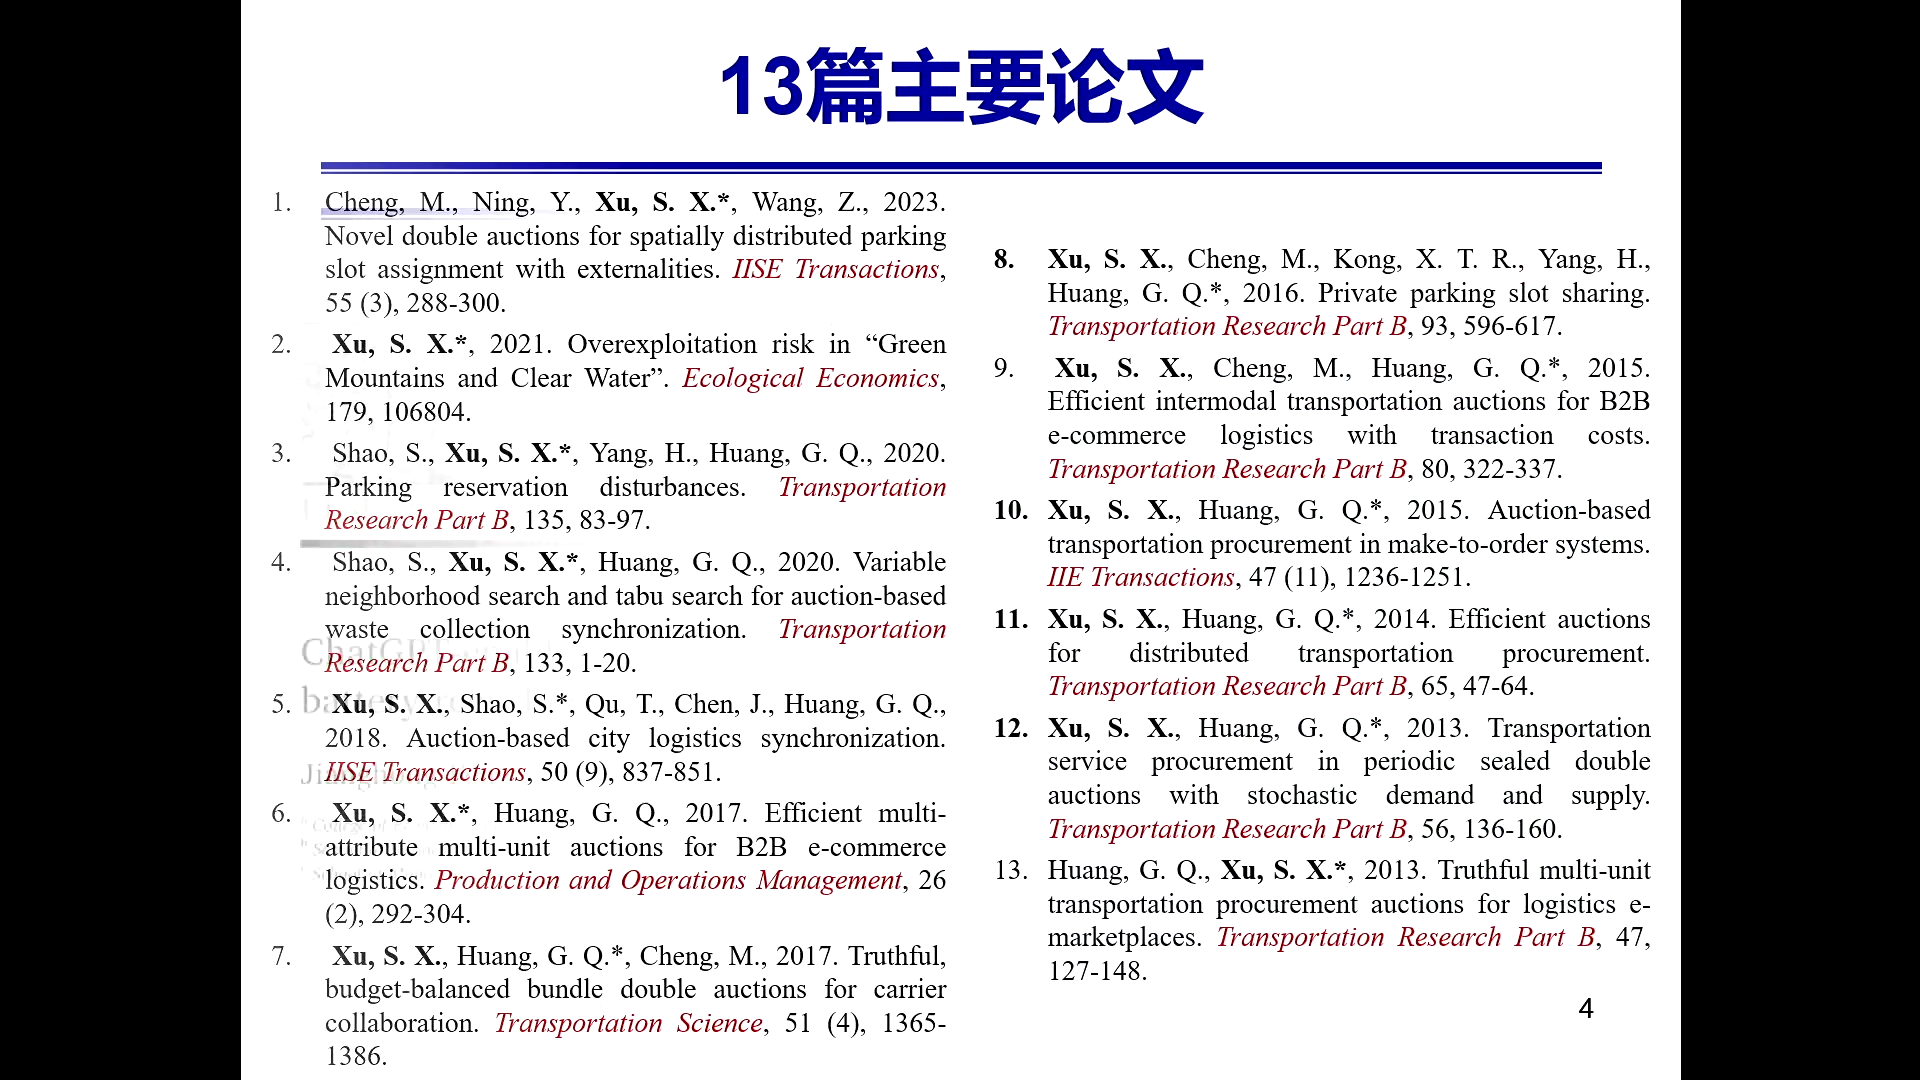 13篇主要论文
1. Cheng, M., Ning, Y., Xu, S. X.*, Wang, Z., 2023.
Novel double auctions for spatially distributed parking
slot assignment with externalities. IISE Transactions,
55 (3), 288-300.
2. Xu, S. X.*, 2021. Overexploitation risk in “Green
Mountains and Clear Water”. Ecological Economics,
179, 106804.
3. Shao, S., Xu, S. X.*, Yang, H., Huang, G. Q., 2020.
Parking reservation disturbances. Transportation
Research Part B, 135, 83-97.
4. Shao, S., Xu, S. X.*, Huang, G. Q., 2020. Variable
neighborhood search and tabu search for auction-based
waste collection synchronization. Transportation
Research Part B, 133, 1-20.
5. Xu, S. X., Shao, S.*, Qu, T., Chen, J., Huang, G. Q.,
2018. Auction-based city logistics synchronization.
IISE Transactions, 50 (9), 837-851.
6. Xu, S. X.*, Huang, G. Q., 2017. Efficient multi-
attribute multi-unit auctions for B2B e-commerce
logistics. Production and Operations Management, 26
(2), 292-304.
7. Xu, S. X., Huang, G. Q.*, Cheng, M., 2017. Truthful,
budget-balanced bundle double auctions for carrier
collaboration. Transportation Science, 51 (4), 1365-
1386.
8. Xu, S. X., Cheng, M., Kong, X. T. R., Yang, H.,
Huang, G. Q.*, 2016. Private parking slot sharing.
Transportation Research Part B, 93, 596-617.
9. Xu, S. X., Cheng, M., Huang, G. Q.*, 2015.
Efficient intermodal transportation auctions for B2B
e-commerce logistics with transaction costs.
Transportation Research Part B, 80, 322-337.
10. Xu, S. X., Huang, G. Q.*, 2015. Auction-based
transportation procurement in make-to-order systems.
IIE Transactions, 47 (11), 1236-1251.
11. Xu, S. X., Huang, G. Q.*, 2014. Efficient auctions
for distributed transportation procurement.
Transportation Research Part B, 65, 47-64.
12. Xu, S. X., Huang, G. Q.*, 2013. Transportation
service procurement in periodic sealed double
auctions with stochastic demand and supply.
Transportation Research Part B, 56, 136-160.
13. Huang, G. Q., Xu, S. X.*, 2013. Truthful multi-unit
transportation procurement auctions for logistics e-
marketplaces. Transportation Research Part B, 47,
127-148.
4